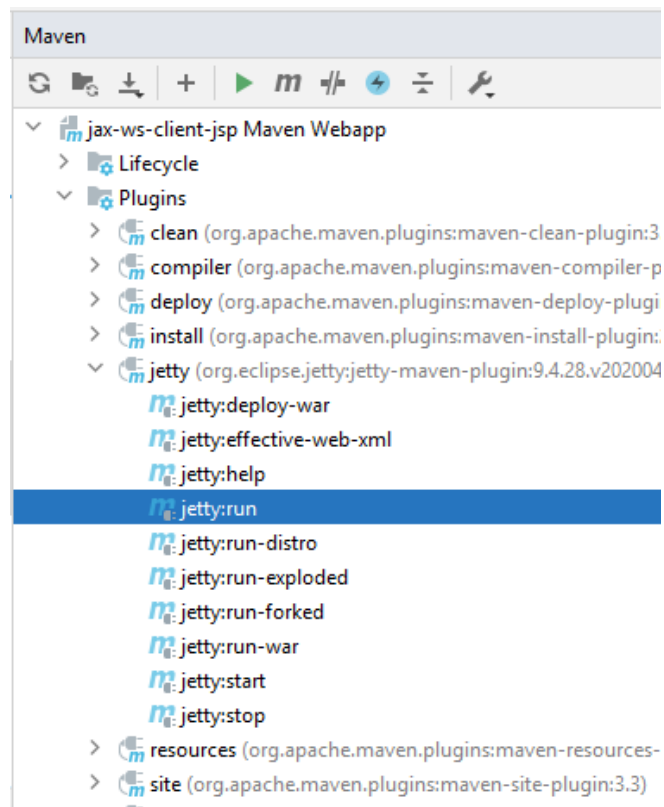 Maven
m
jax-ws-client-jsp Maven Webapp
Lifecycle
Plugins
clean (org.apache.maven.plugins:maven-clean-plugin:3
compiler (org.apache.maven.plugins:maven-compiler-p
deploy (org.apache.maven.plugins:maven-deploy-plugi
install (org.apache.maven.plugins:maven-install-plugin:
jetty (org.eclipse.jetty:jetty-maven-plugin:9.4.28.v202004
jetty:deploy-war
jetty:effective-web-xml
jetty:help
jetty:run
jetty:run-distro
jetty:run-exploded
jetty:run-forked
jetty:run-war
jetty:start
jetty:stop
resources (org.apache.maven.plugins:maven-resources-
site (org.apache.maven.plugins:maven-site-plugin:3.3)